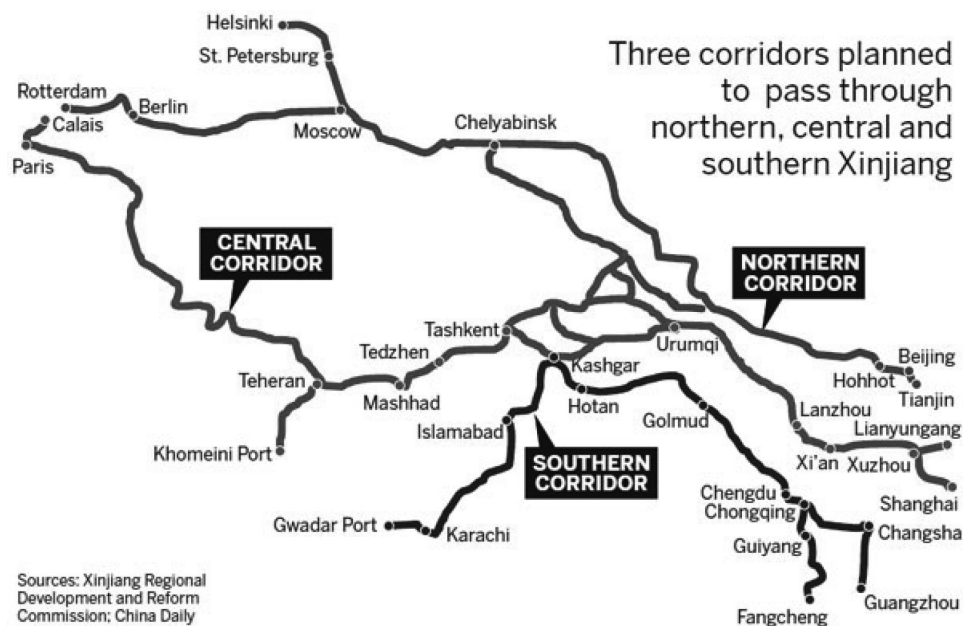 Three corridors planned
to pass through
northern, central and
southern Xinjiang
Helsinki
St. Petersburg
Rotterdam
Berlin
Calais
Moscow
Chelyabinsk
Paris
CENTRAL
CORRIDOR
NORTHERN
CORRIDOR
Tashkent
Urumqi
Tedzhen
Kashgar
Beijing
Hohhot
Teheran
Mashhad
Hotan
Golmud
Tianjin
Lanzhou
Islamabad
Lianyungang
Khomeini Port
SOUTHERN
CORRIDOR
Xi'an
Xuzhou
Chengdu
Shanghai
Chongqing
Gwadar Port
Karachi
Changsha
Guiyang
Sources: Xinjiang Regional
Development and Reform
Commission; China Daily
Fangcheng
Guangzhou